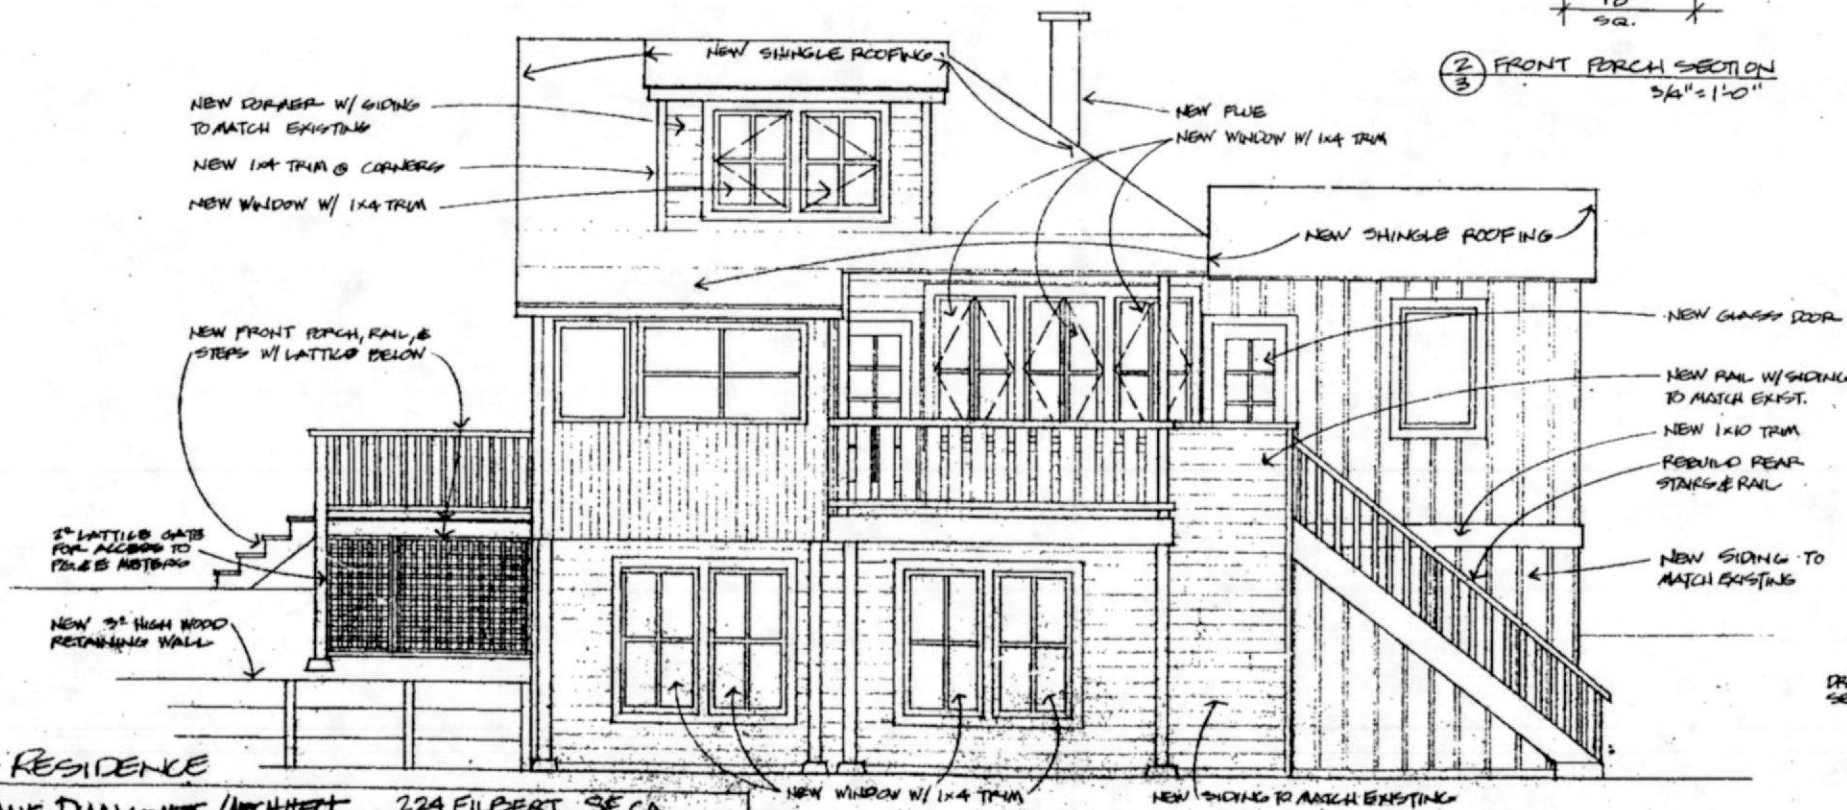 SQ.
2
3
FRONT PORCH SECTION
3/4"=1'-0"
NEW SHINGLE ROOFING
NEW DORMER W/ SIDING
TO MATCH EXISTING
NEW FLUE
NEW WINDOW W/ 1x4 TRIM
NEW 1x4 TRIM @ CORNERS
NEW WINDOW W/ 1x4 TRIM
NEW SHINGLE ROOFING
NEW GLASS DOOR
NEW FRONT PORCH, RAIL, &
STEPS W/ LATTICE BELOW
NEW RAIL W/ SIDING
TO MATCH EXIST.
NEW 1x10 TRIM
REBUILD REAR
STAIRS & RAIL
LATTICE GATE
FOR ACCESS TO
PG&E METERS
NEW SIDING TO
MATCH EXISTING
NEW 3º HIGH WOOD
RETAINING WALL
RESIDENCE
NEW WINDOW W/ 1x4 TRIM
NEW SIDING TO MATCH EXISTING
224 FILBERT